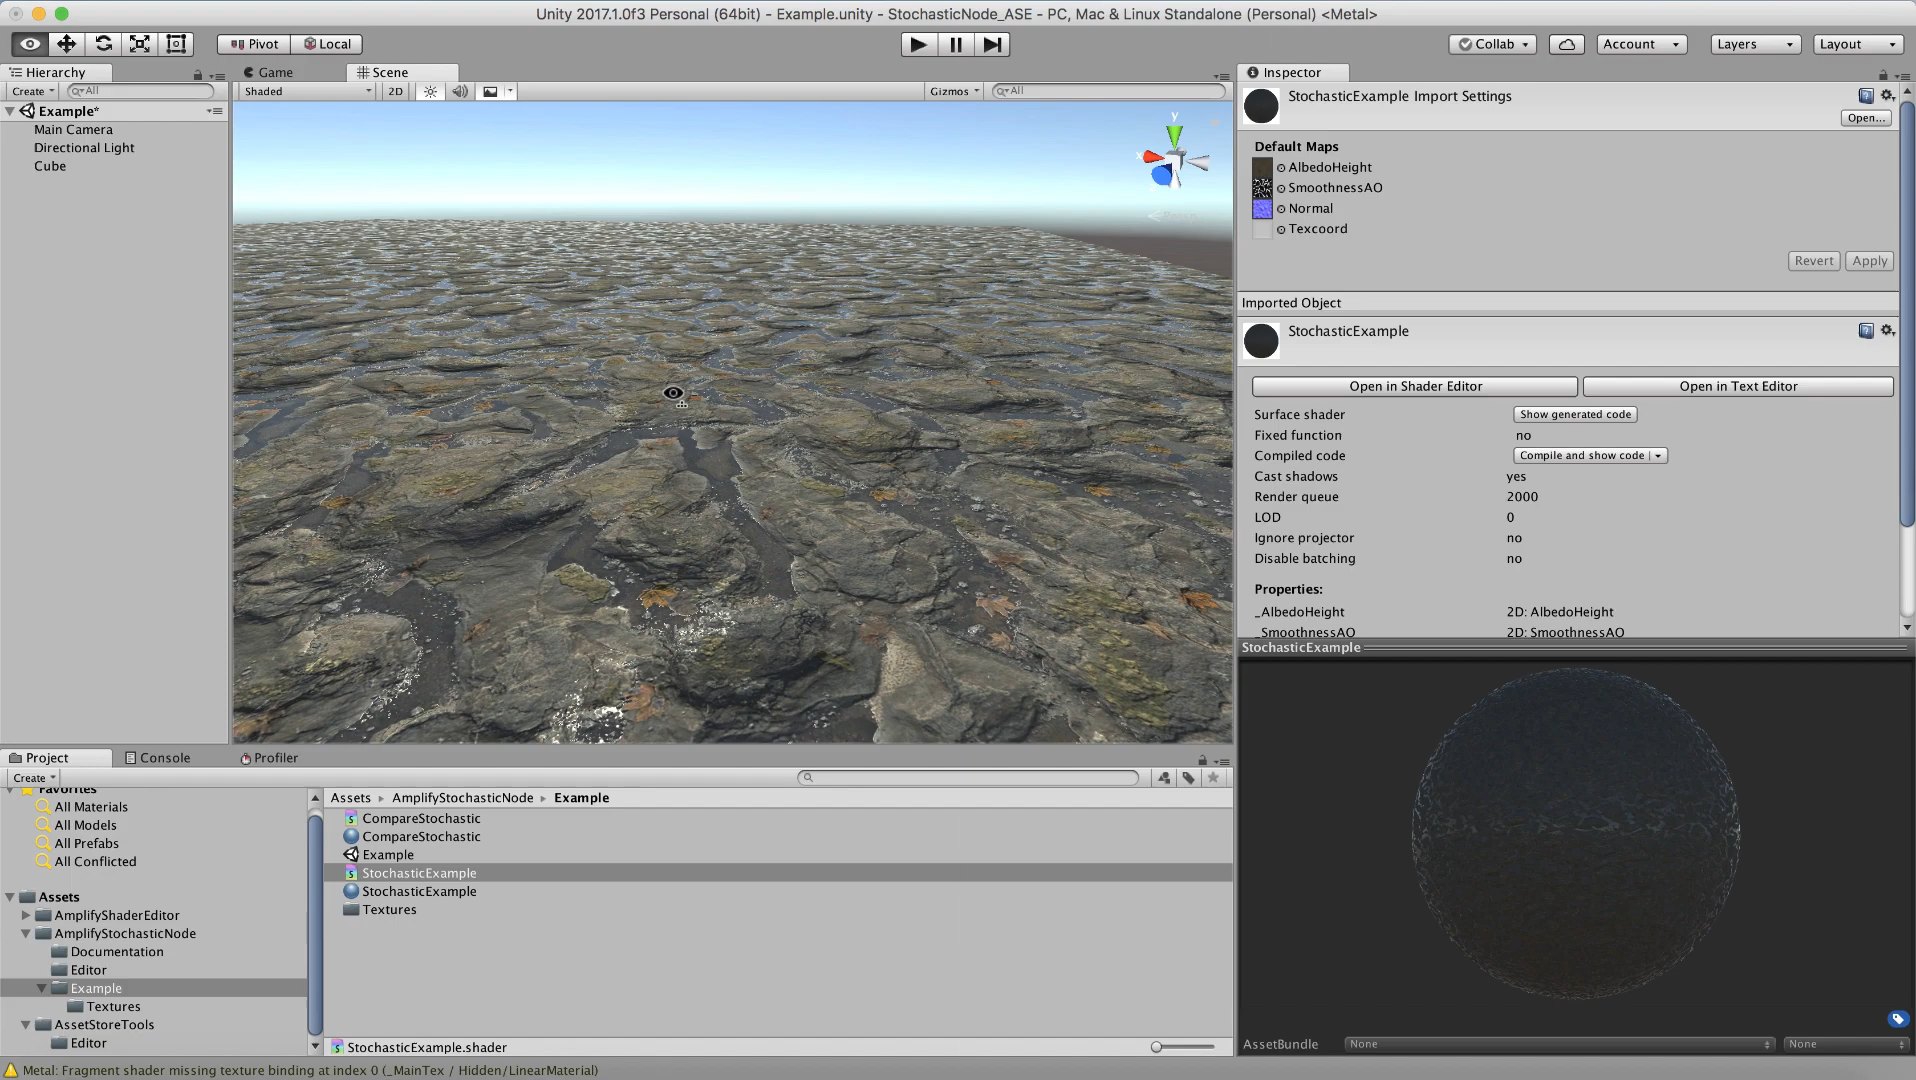 Unity 2017.1.0f3 Personal (64bit) - Example.unity - StochasticNode_ASE - PC, Mac & Linux Standalone (Personal) <Metal>
Pivot Local Collab Account Layers Layout
Hierarchy
Create All
Example*
Main Camera
Directional Light
Cube
Game Scene
Shaded 2D Gizmos All
y
x
Persp
Inspector
StochasticExample Import Settings
Open...
Default Maps
AlbedoHeight
SmoothnessAO
Normal
Texcoord
Revert Apply
Imported Object
StochasticExample
Open in Shader Editor Open in Text Editor
Surface shader Show generated code
Fixed function no
Compiled code Compile and show code
Cast shadows yes
Render queue 2000
LOD 0
Ignore projector no
Disable batching no
Properties:
_AlbedoHeight 2D: AlbedoHeight
_SmoothnessAO 2D: SmoothnessAO
StochasticExample
AssetBundle None None
Project Console Profiler
Create
Favorites
All Materials
All Models
All Prefabs
All Conflicted
Assets
AmplifyShaderEditor
AmplifyStochasticNode
Documentation
Editor
Example
Textures
AssetStoreTools
Editor
Assets AmplifyStochasticNode Example
CompareStochastic
CompareStochastic
Example
StochasticExample
StochasticExample
Textures
StochasticExample.shader
Metal: Fragment shader missing texture binding at index 0 (_MainTex / Hidden/LinearMaterial)